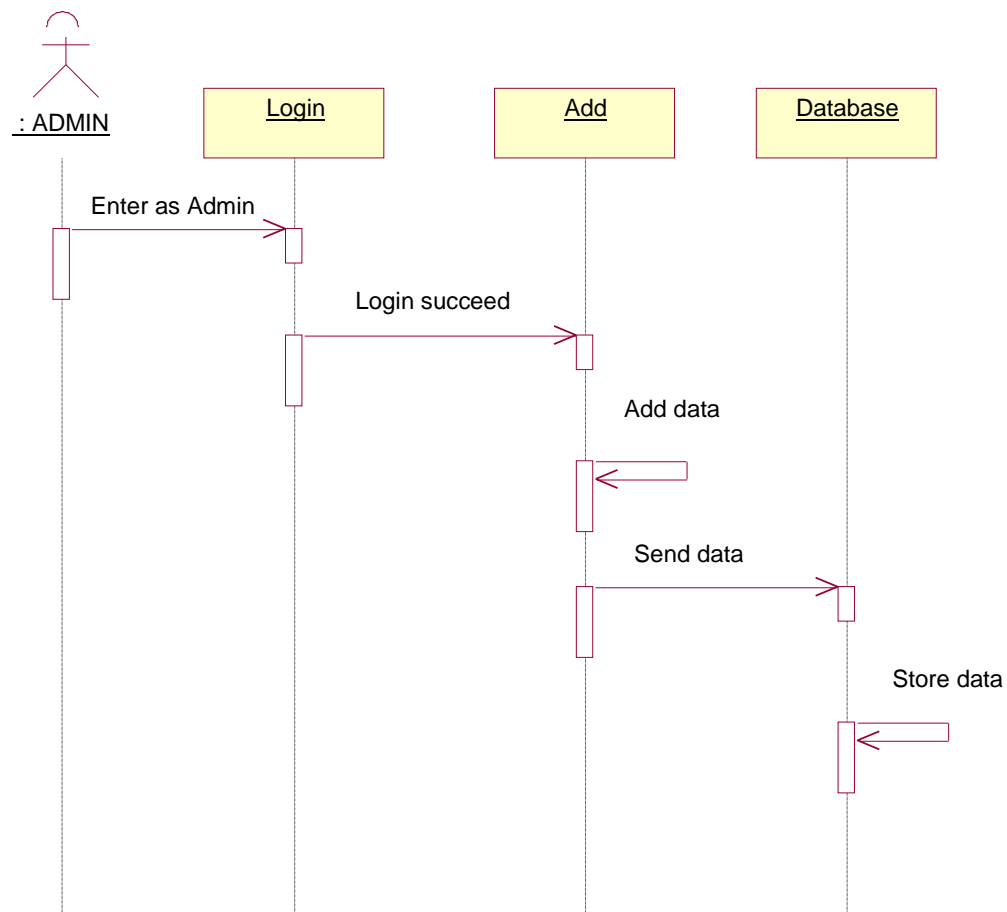 : ADMIN
Login
Add
Database
Enter as Admin
Login succeed
Add data
Send data
Store data